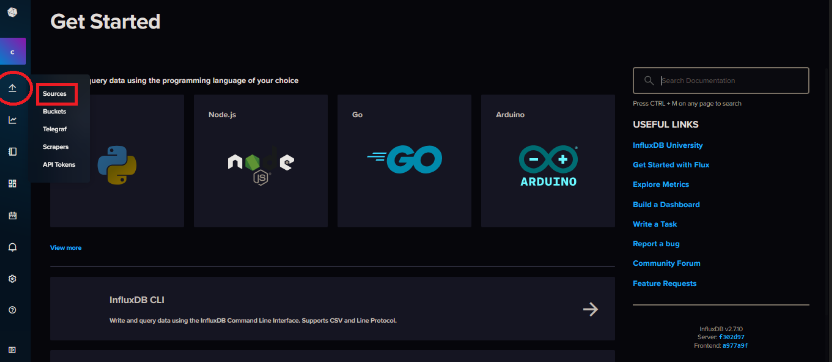 Get Started
c
query data using the programming language of your choice
Sources
Buckets
Telegraf
Scrapers
API Tokens
Node.js
Go
Arduino
node
JS
GO
ARDUINO
View more
InfluxDB CLI
Write and query data using the InfluxDB Command Line Interface. Supports CSV and Line Protocol.
Search Documentation
Press CTRL + M on any page to search
USEFUL LINKS
InfluxDB University
Get Started with Flux
Explore Metrics
Build a Dashboard
Write a Task
Report a bug
Community Forum
Feature Requests
InfluxDB v2.7.10
Server: f302d97
Frontend: a977a9f